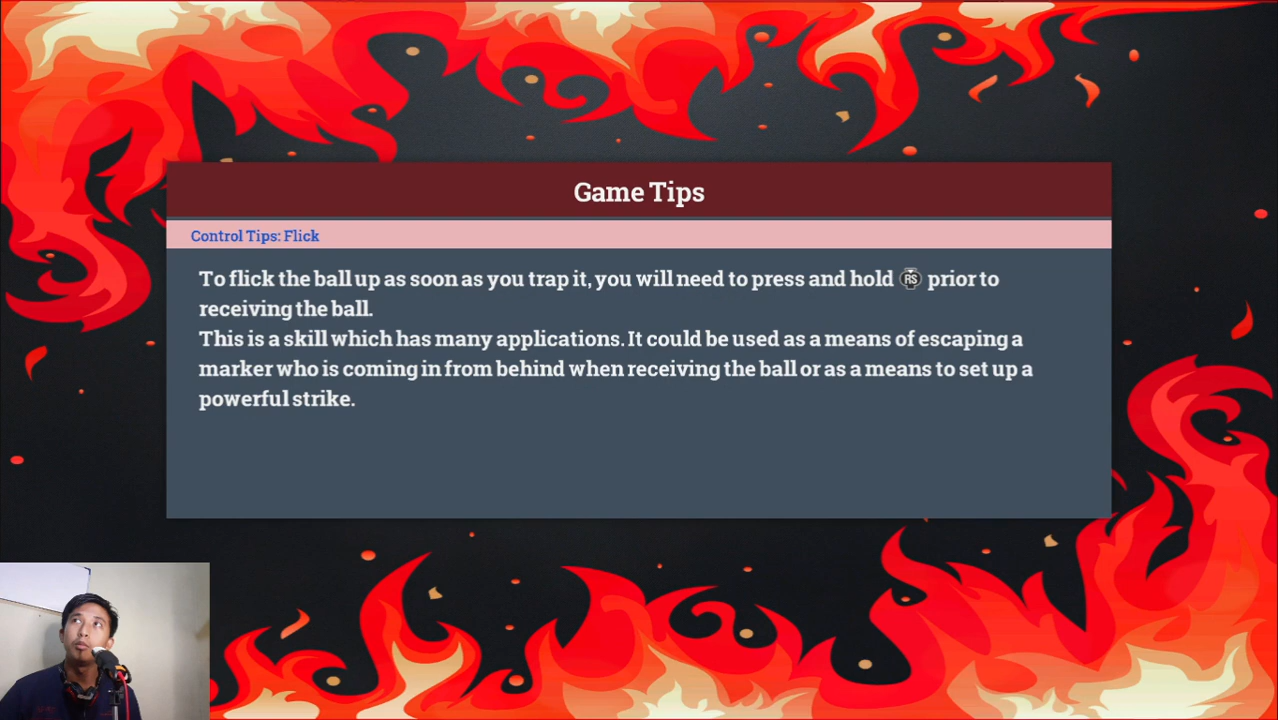 Game Tips
Control Tips: Flick
To flick the ball up as soon as you trap it, you will need to press and hold RS prior to
receiving the ball.
This is a skill which has many applications. It could be used as a means of escaping a
marker who is coming in from behind when receiving the ball or as a means to set up a
powerful strike.